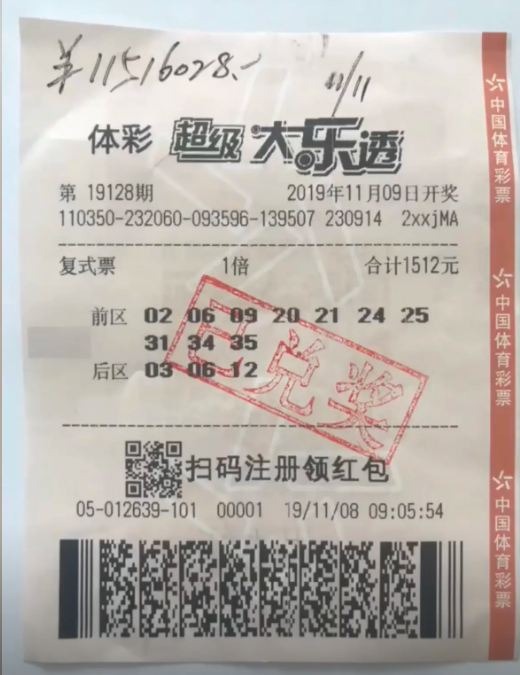 ¥11516028.-
11/11
体彩 超级大乐透
第 19128期 2019年11月09日开奖
110350-232060-093596-139507 230914 2xxjMA
复式票 1倍 合计1512元
前区 02 06 09 20 21 24 25
31 34 35
后区 03 06 12
已兑奖
扫码注册领红包
05-012639-101 00001 19/11/08 09:05:54
中国体育彩票
中国体育彩票
中国体育彩票